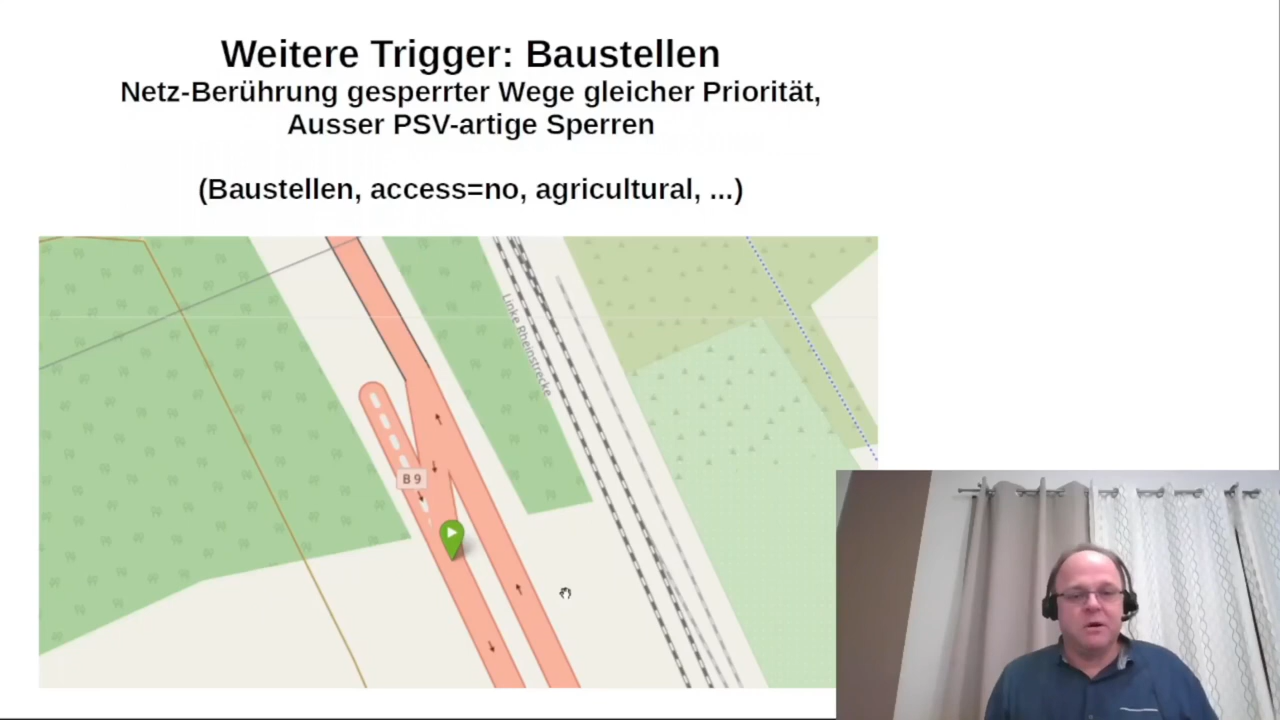 Weitere Trigger: Baustellen
Netz-Berührung gesperrter Wege gleicher Priorität,
Ausser PSV-artige Sperren
(Baustellen, access=no, agricultural, ...)
Linke Rheinstrecke
B 9